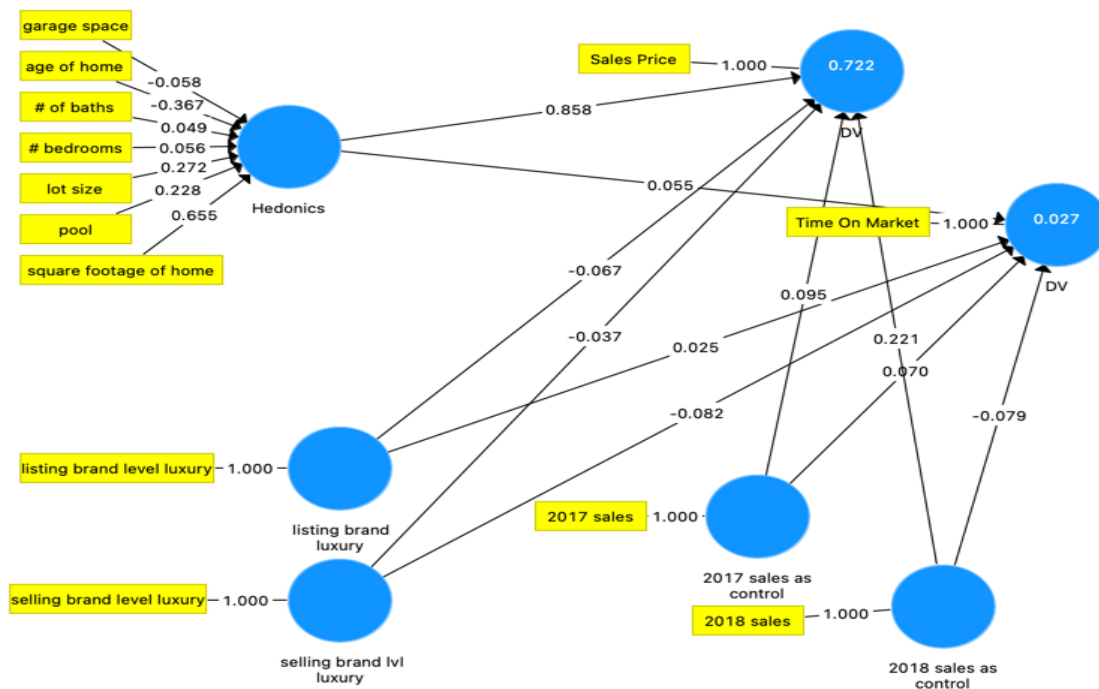 garage space
age of home
# of baths
# bedrooms
lot size
pool
square footage of home
-0.058
-0.367
0.049
0.056
0.272
0.228
0.655
Hedonics
Sales Price
1.000
0.722
DV
0.858
0.055
Time On Market
1.000
0.027
DV
-0.067
-0.037
0.095
0.025
0.221
0.070
-0.082
-0.079
listing brand level luxury
1.000
listing brand
luxury
selling brand level luxury
1.000
selling brand lvl
luxury
2017 sales
1.000
2017 sales as
control
2018 sales
1.000
2018 sales as
control